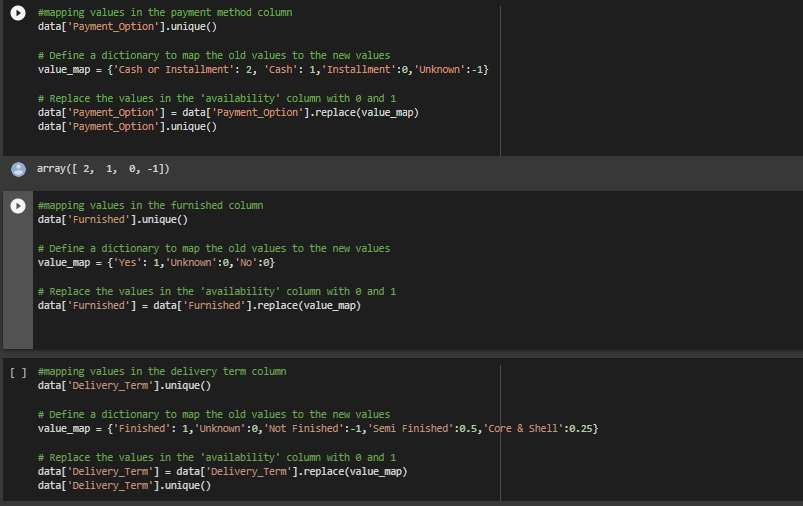 #mapping values in the payment method column
data['Payment_Option'].unique()
# Define a dictionary to map the old values to the new values
value_map = {'Cash or Installment': 2, 'Cash': 1,'Installment':0,'Unknown':-1}
# Replace the values in the 'availability' column with 0 and 1
data['Payment_Option'] = data['Payment_Option'].replace(value_map)
data['Payment_Option'].unique()
array([ 2,  1,  0, -1])
#mapping values in the furnished column
data['Furnished'].unique()
# Define a dictionary to map the old values to the new values
value_map = {'Yes': 1,'Unknown':0,'No':0}
# Replace the values in the 'availability' column with 0 and 1
data['Furnished'] = data['Furnished'].replace(value_map)
[ ] #mapping values in the delivery term column
data['Delivery_Term'].unique()
# Define a dictionary to map the old values to the new values
value_map = {'Finished': 1,'Unknown':0,'Not Finished':-1,'Semi Finished':0.5,'Core & Shell':0.25}
# Replace the values in the 'availability' column with 0 and 1
data['Delivery_Term'] = data['Delivery_Term'].replace(value_map)
data['Delivery_Term'].unique()